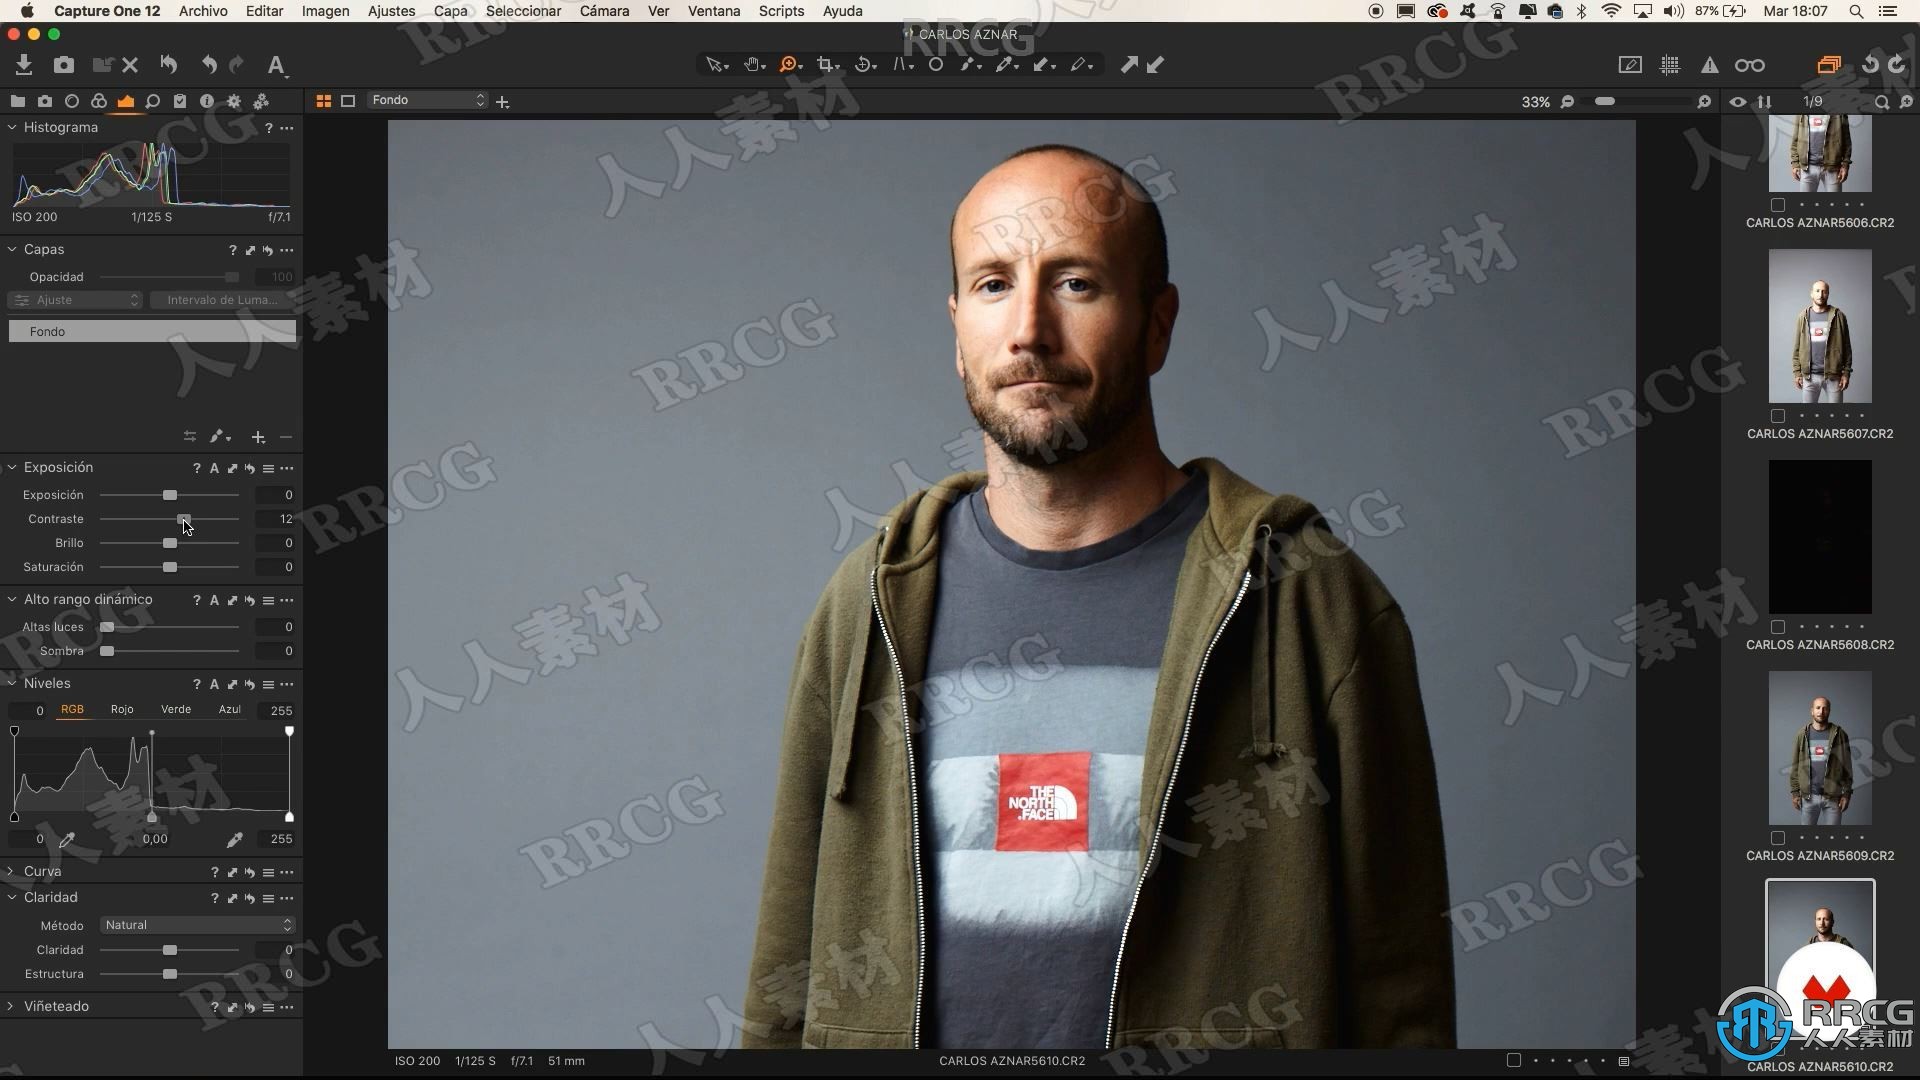 Capture One 12 Archivo Editar Imagen Ajustes Capa Seleccionar Cámara Ver Ventana Scripts Ayuda 87% Mar 18:07
CARLOS AZNAR
Fondo
33%
1/9
Histograma
ISO 200 1/125 S f/7.1
Capas
Opacidad 100
Ajuste Intervalo de Luma...
Fondo
Exposición
Exposición 0
Contraste 12
Brillo 0
Saturación 0
Alto rango dinámico
Altas luces 0
Sombra 0
Niveles
0 RGB Rojo Verde Azul 255
0 0,00 255
Curva
Claridad
Método Natural
Claridad 0
Estructura 0
Viñeteado
THE
NORTH
FACE
ISO 200 1/125 S f/7.1 51 mm CARLOS AZNAR5610.CR2
CARLOS AZNAR5606.CR2
CARLOS AZNAR5607.CR2
CARLOS AZNAR5608.CR2
CARLOS AZNAR5609.CR2
CARLOS AZNAR5610.CR2
RRCG
人人素材